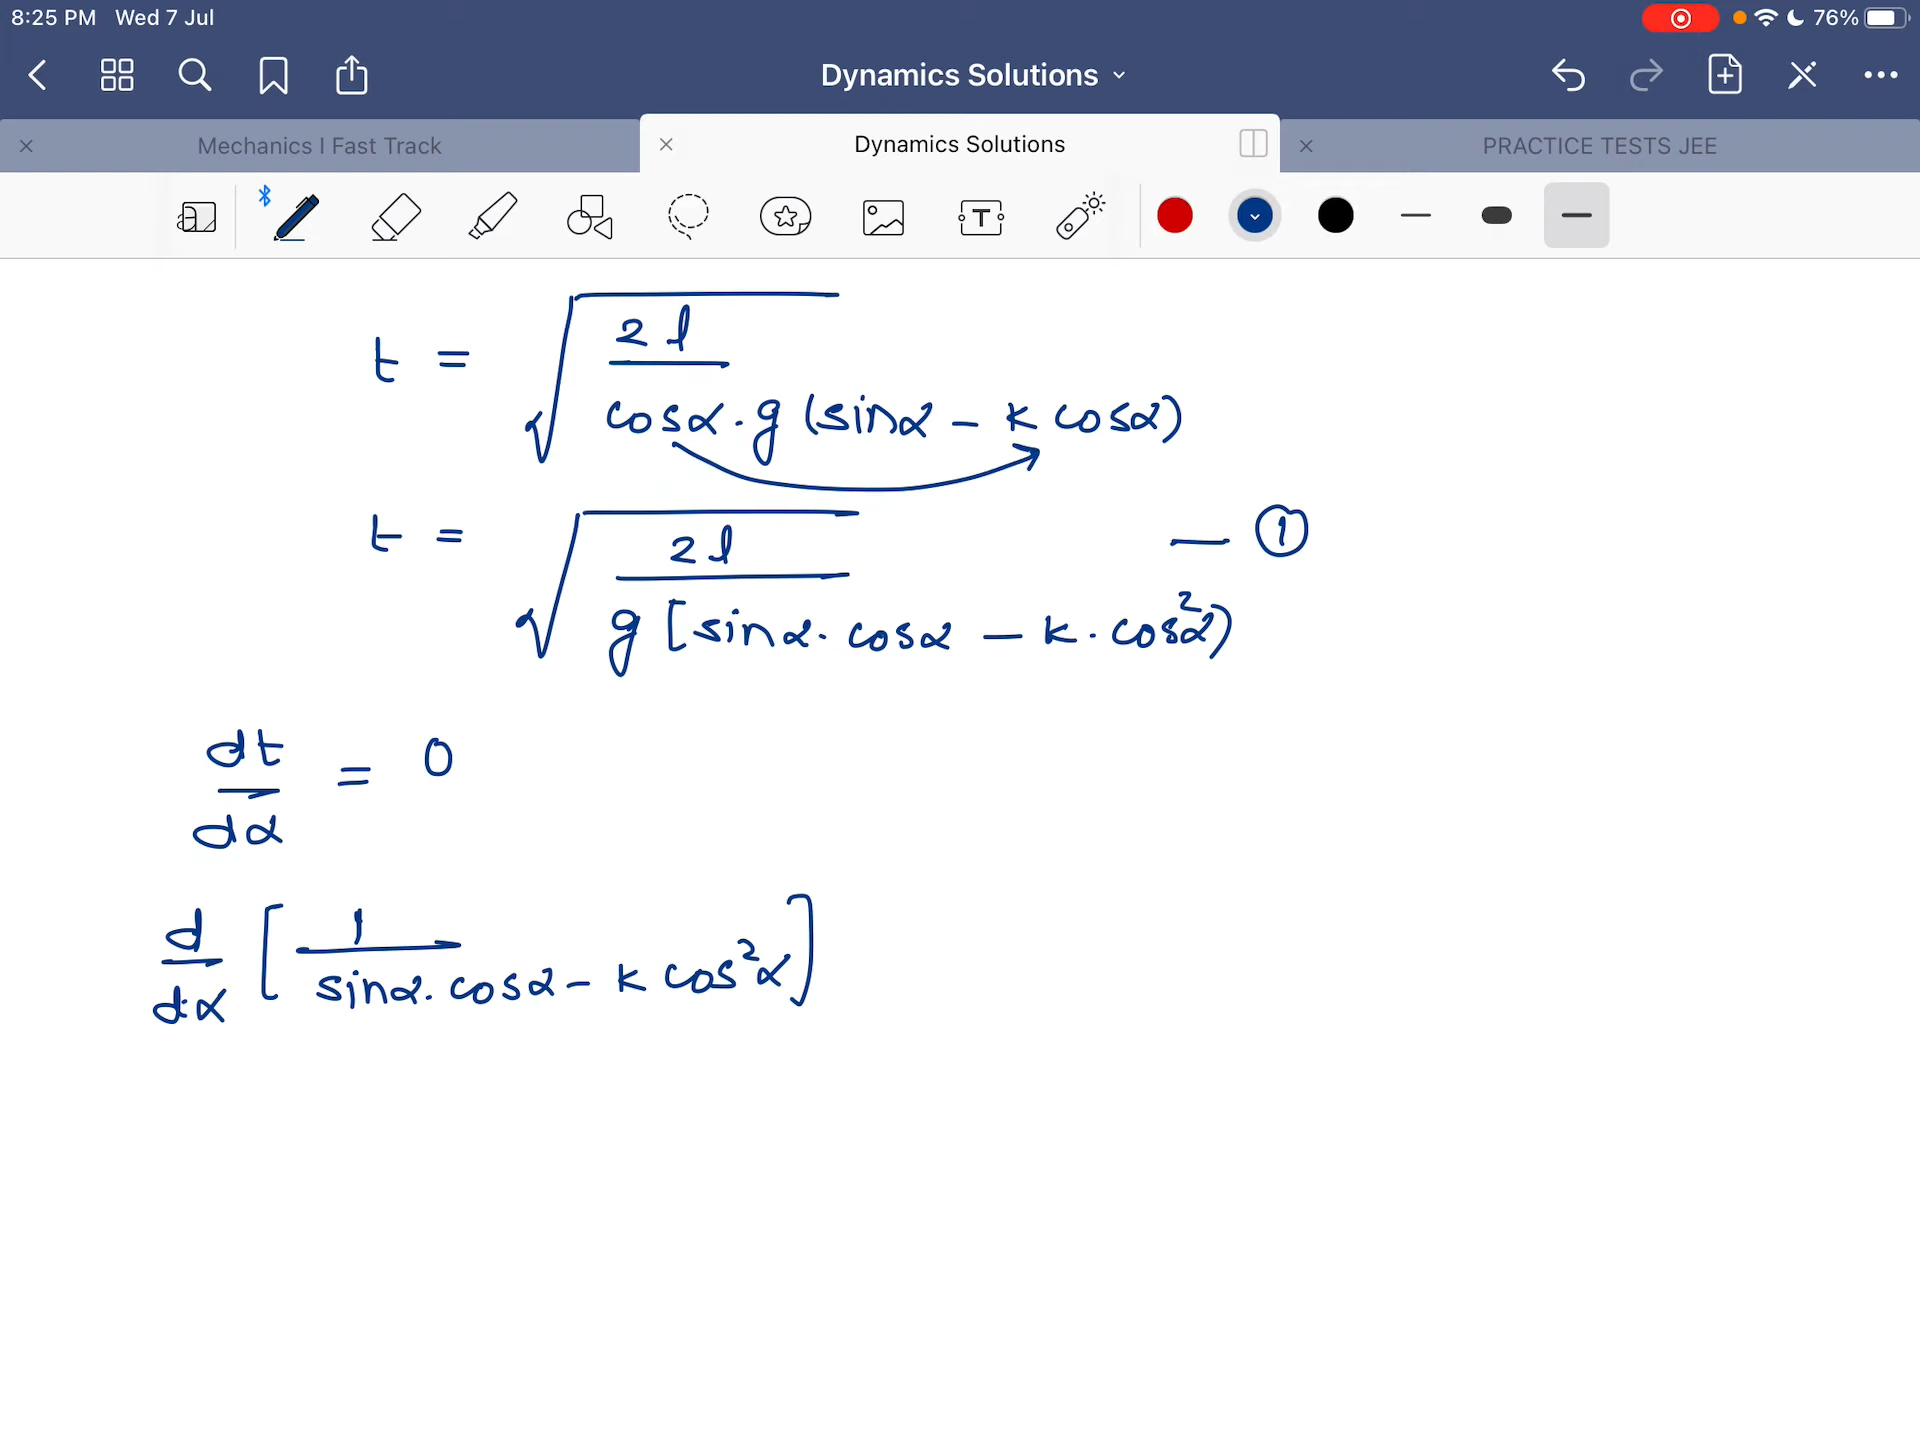 8:25 PM Wed 7 Jul 76%
Dynamics Solutions
Mechanics I Fast Track Dynamics Solutions PRACTICE TESTS JEE
t = √(2l / cosα · g (sinα − k cosα))
t = √(2l / g [sinα · cosα − k · cos²α)) — ①
dt/dα = 0
d/dα [1 / sinα · cosα − k cos²α]